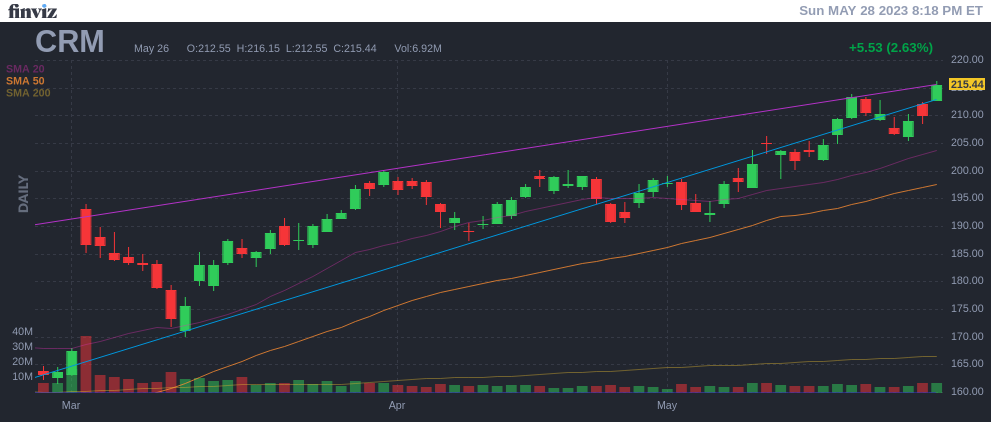 finviz
Sun MAY 28 2023 8:18 PM ET
CRM
May 26 O:212.55 H:216.15 L:212.55 C:215.44 Vol:6.92M
+5.53 (2.63%)
SMA 20
SMA 50
SMA 200
DAILY
220.00
215.44
210.00
205.00
200.00
195.00
190.00
185.00
180.00
175.00
170.00
165.00
160.00
40M
30M
20M
10M
Mar Apr May